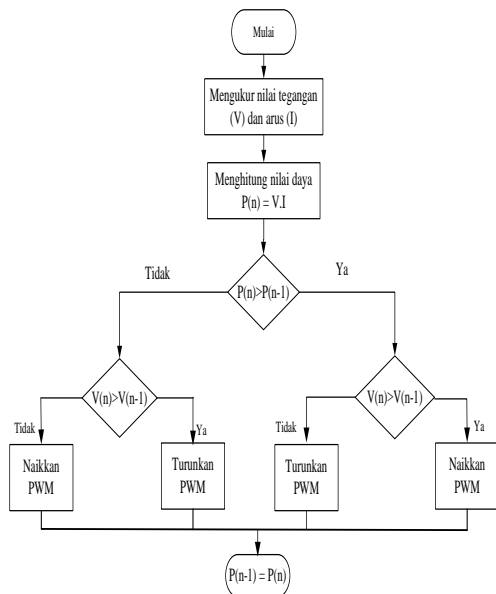 Mulai
Mengukur nilai tegangan
(V) dan arus (I)
Menghitung nilai daya
P(n) = V.I
Tidak
Ya
P(n)>P(n-1)
V(n)>V(n-1)
V(n)>V(n-1)
Tidak
Ya
Tidak
Ya
Naikkan
PWM
Turunkan
PWM
Turunkan
PWM
Naikkan
PWM
P(n-1) = P(n)